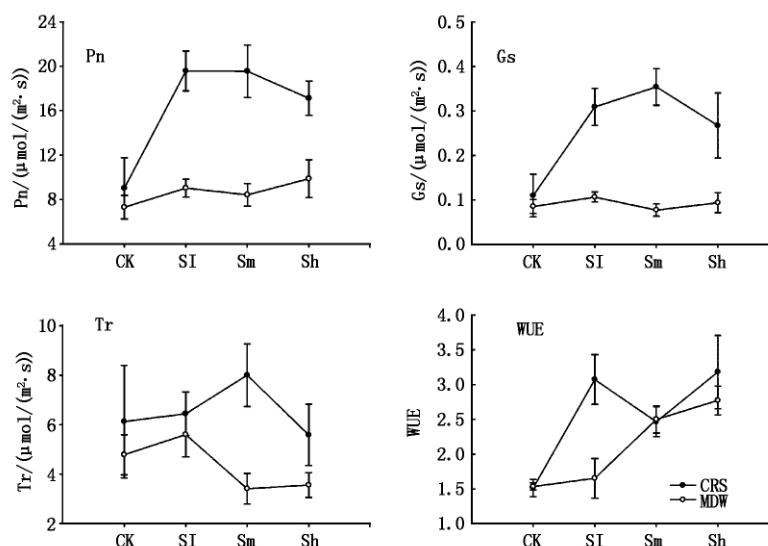 24
20
16
12
8
4
Pn
Pn/(μmol/(m²·s))
CK SI Sm Sh
0.5
0.4
0.3
0.2
0.1
0.0
Gs
Gs/(μmol/(m²·s))
CK SI Sm Sh
10
8
6
4
2
Tr
Tr/(μmol/(m²·s))
CK SI Sm Sh
4.0
3.5
3.0
2.5
2.0
1.5
1.0
WUE
WUE
CRS
MDW
CK SI Sm Sh